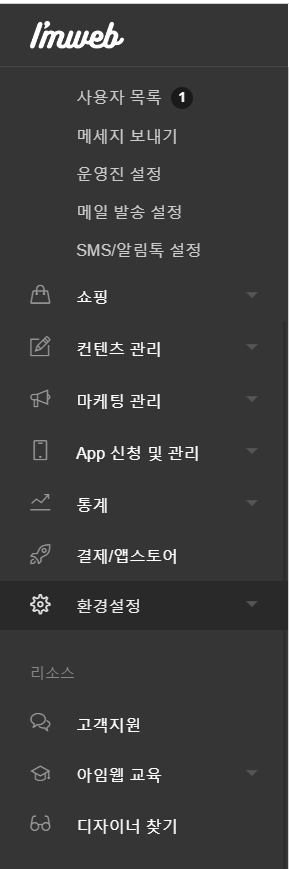 I'mweb
사용자 목록 1
메세지 보내기
운영진 설정
메일 발송 설정
SMS/알림톡 설정
쇼핑
컨텐츠 관리
마케팅 관리
App 신청 및 관리
통계
결제/앱스토어
환경설정
리소스
고객지원
아임웹 교육
디자이너 찾기